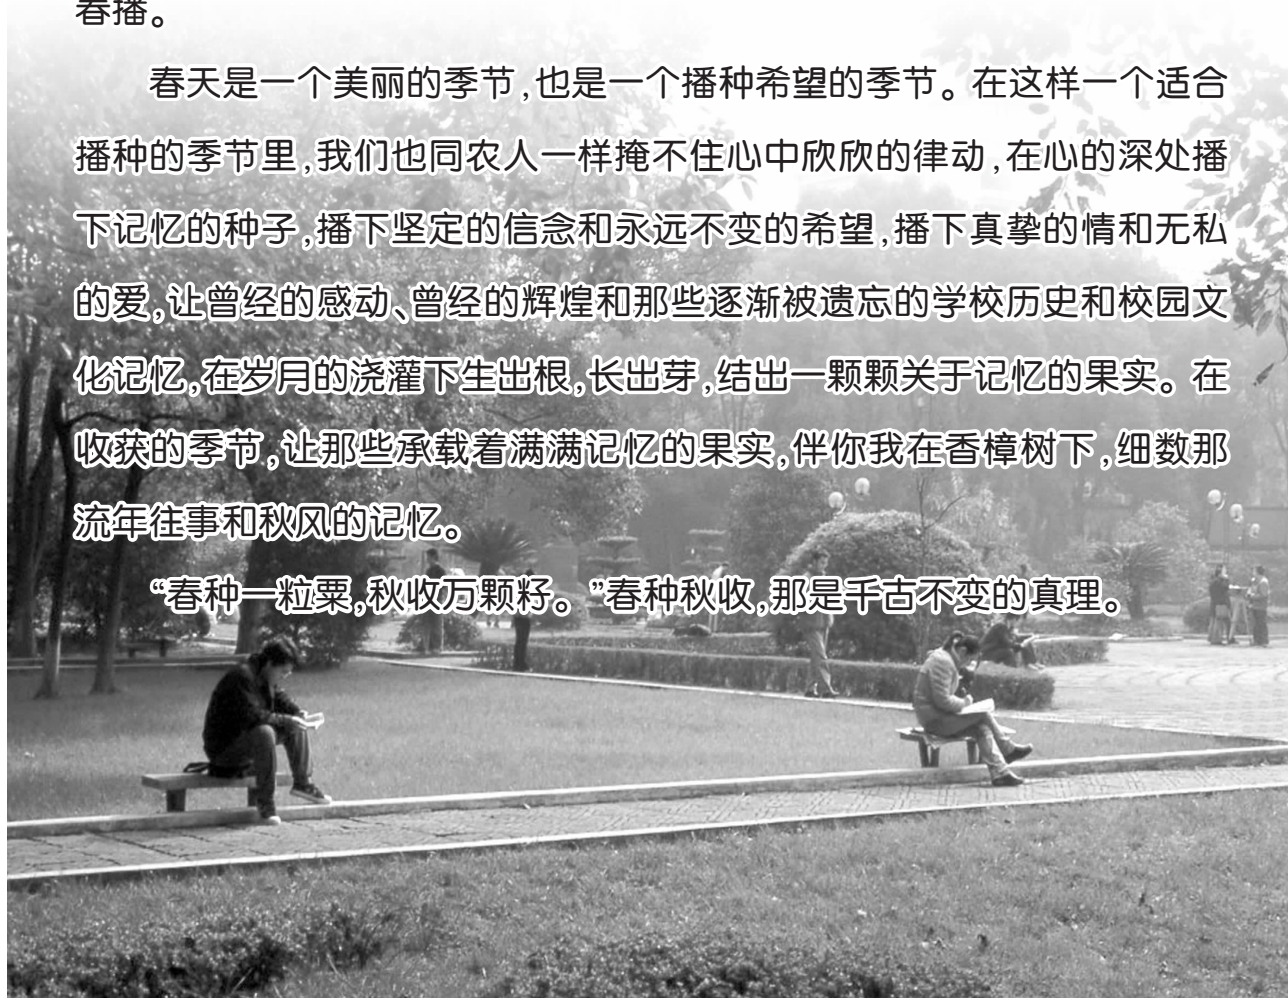 春播。
春天是一个美丽的季节,也是一个播种希望的季节。在这样一个适合
播种的季节里,我们也同农人一样掩不住心中欣欣的律动,在心的深处播
下记忆的种子,播下坚定的信念和永远不变的希望,播下真挚的情和无私
的爱,让曾经的感动、曾经的辉煌和那些逐渐被遗忘的学校历史和校园文
化记忆,在岁月的浇灌下生出根,长出芽,结出一颗颗关于记忆的果实。在
收获的季节,让那些承载着满满记忆的果实,伴你我在香樟树下,细数那
流年往事和秋风的记忆。
“春种一粒粟,秋收万颗籽。”春种秋收,那是千古不变的真理。